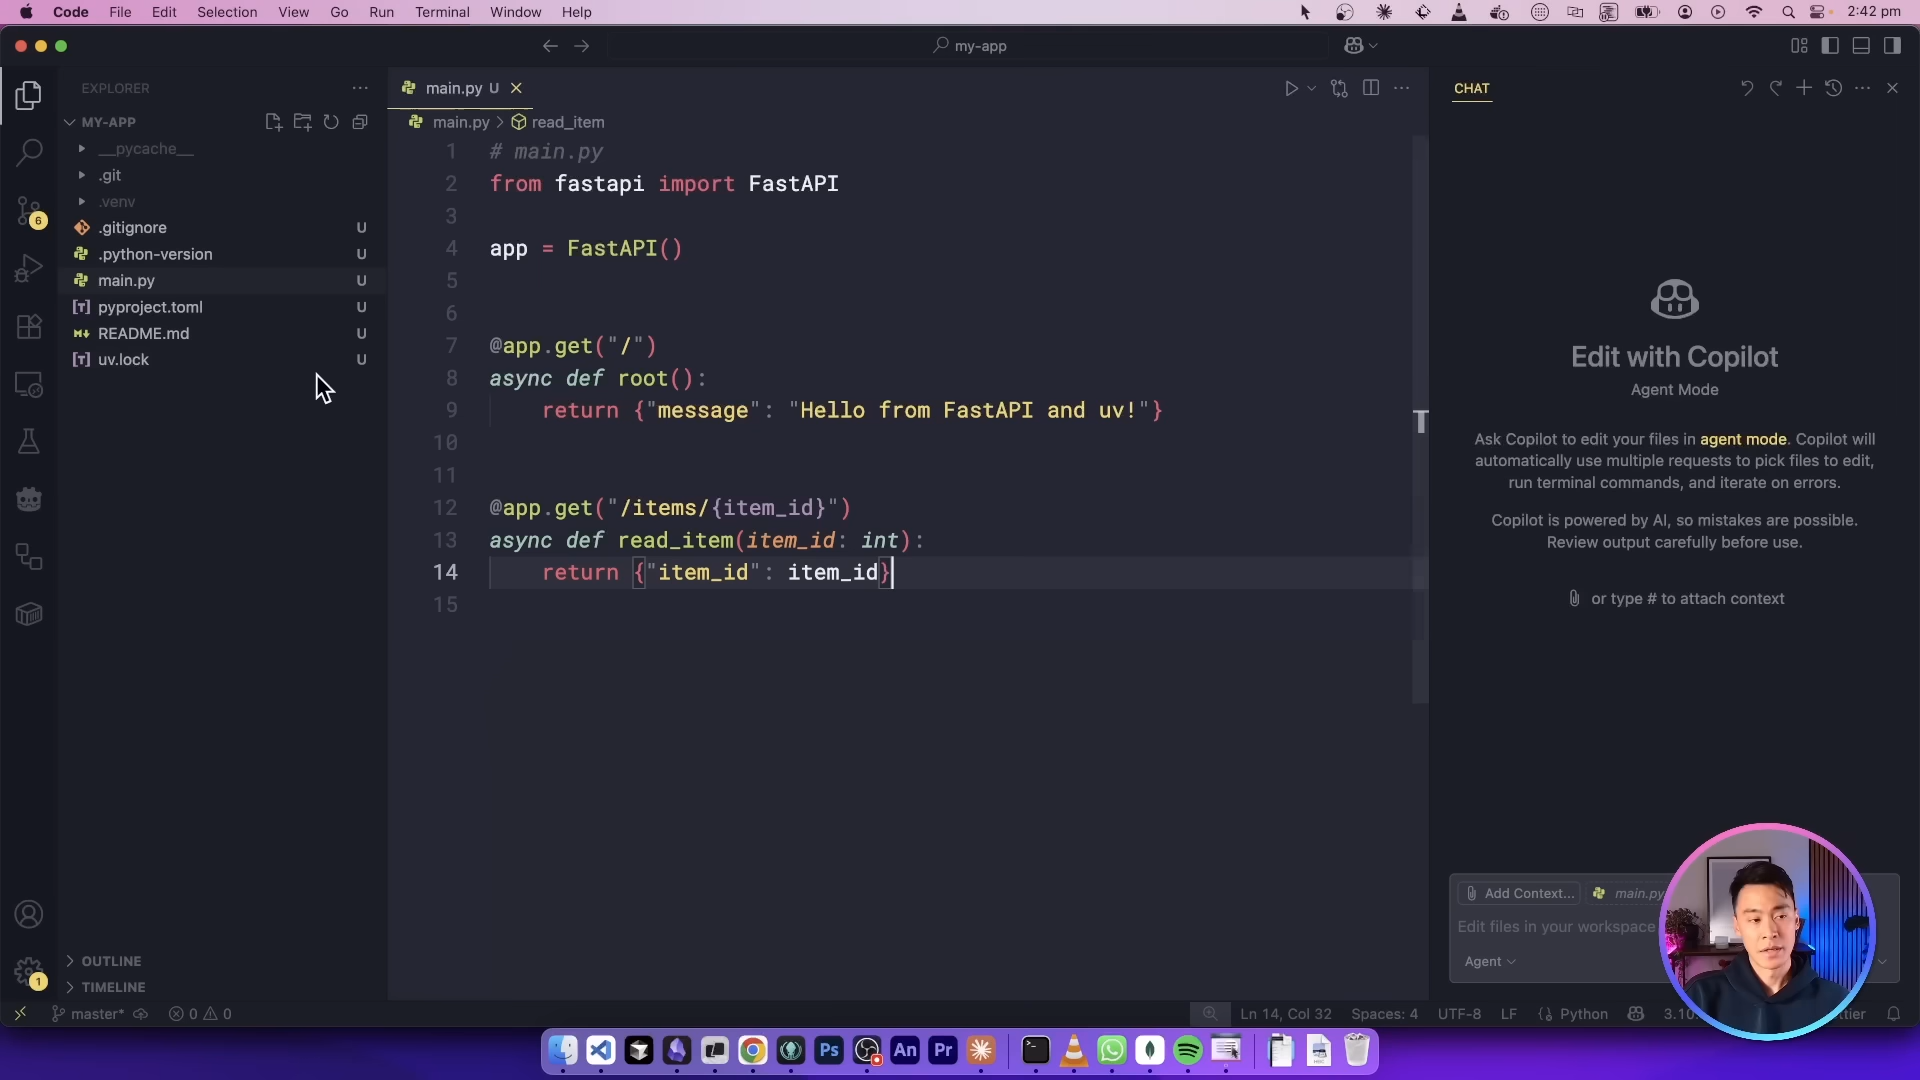 Code File Edit Selection View Go Run Terminal Window Help
2:42 pm
my-app
EXPLORER
MY-APP
__pycache__
.git
.venv
.gitignore U
.python-version U
main.py U
pyproject.toml U
README.md U
uv.lock U
OUTLINE
TIMELINE
6
1
main.py U
main.py > read_item
1 # main.py
2 from fastapi import FastAPI
3
4 app = FastAPI()
5
6
7 @app.get("/")
8 async def root():
9 return {"message": "Hello from FastAPI and uv!"}
10
11
12 @app.get("/items/{item_id}")
13 async def read_item(item_id: int):
14 return {"item_id": item_id}
15
T
CHAT
Edit with Copilot
Agent Mode
Ask Copilot to edit your files in agent mode. Copilot will
automatically use multiple requests to pick files to edit,
run terminal commands, and iterate on errors.
Copilot is powered by AI, so mistakes are possible.
Review output carefully before use.
or type # to attach context
Add Context... main.py
Edit files in your workspace
Agent
master* 0 0
Ln 14, Col 32 Spaces: 4 UTF-8 LF Python
Ps An Pr